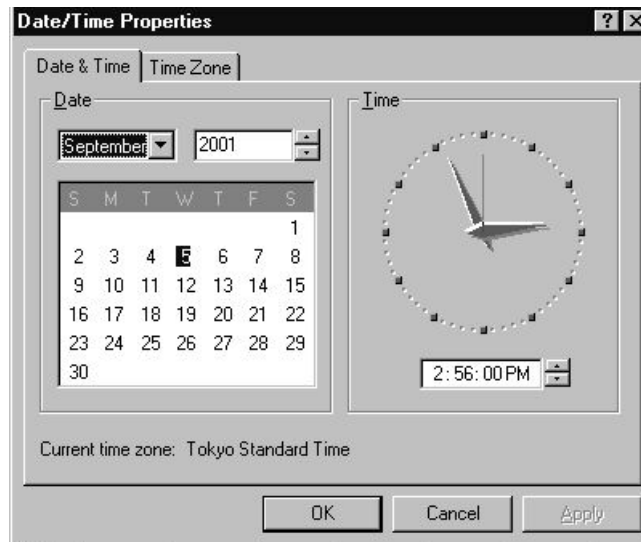 Date/Time Properties
Date & Time Time Zone
Date
September 2001
S M T W T F S
1
2 3 4 5 6 7 8
9 10 11 12 13 14 15
16 17 18 19 20 21 22
23 24 25 26 27 28 29
30
Time
2:56:00 PM
Current time zone: Tokyo Standard Time
OK Cancel Apply